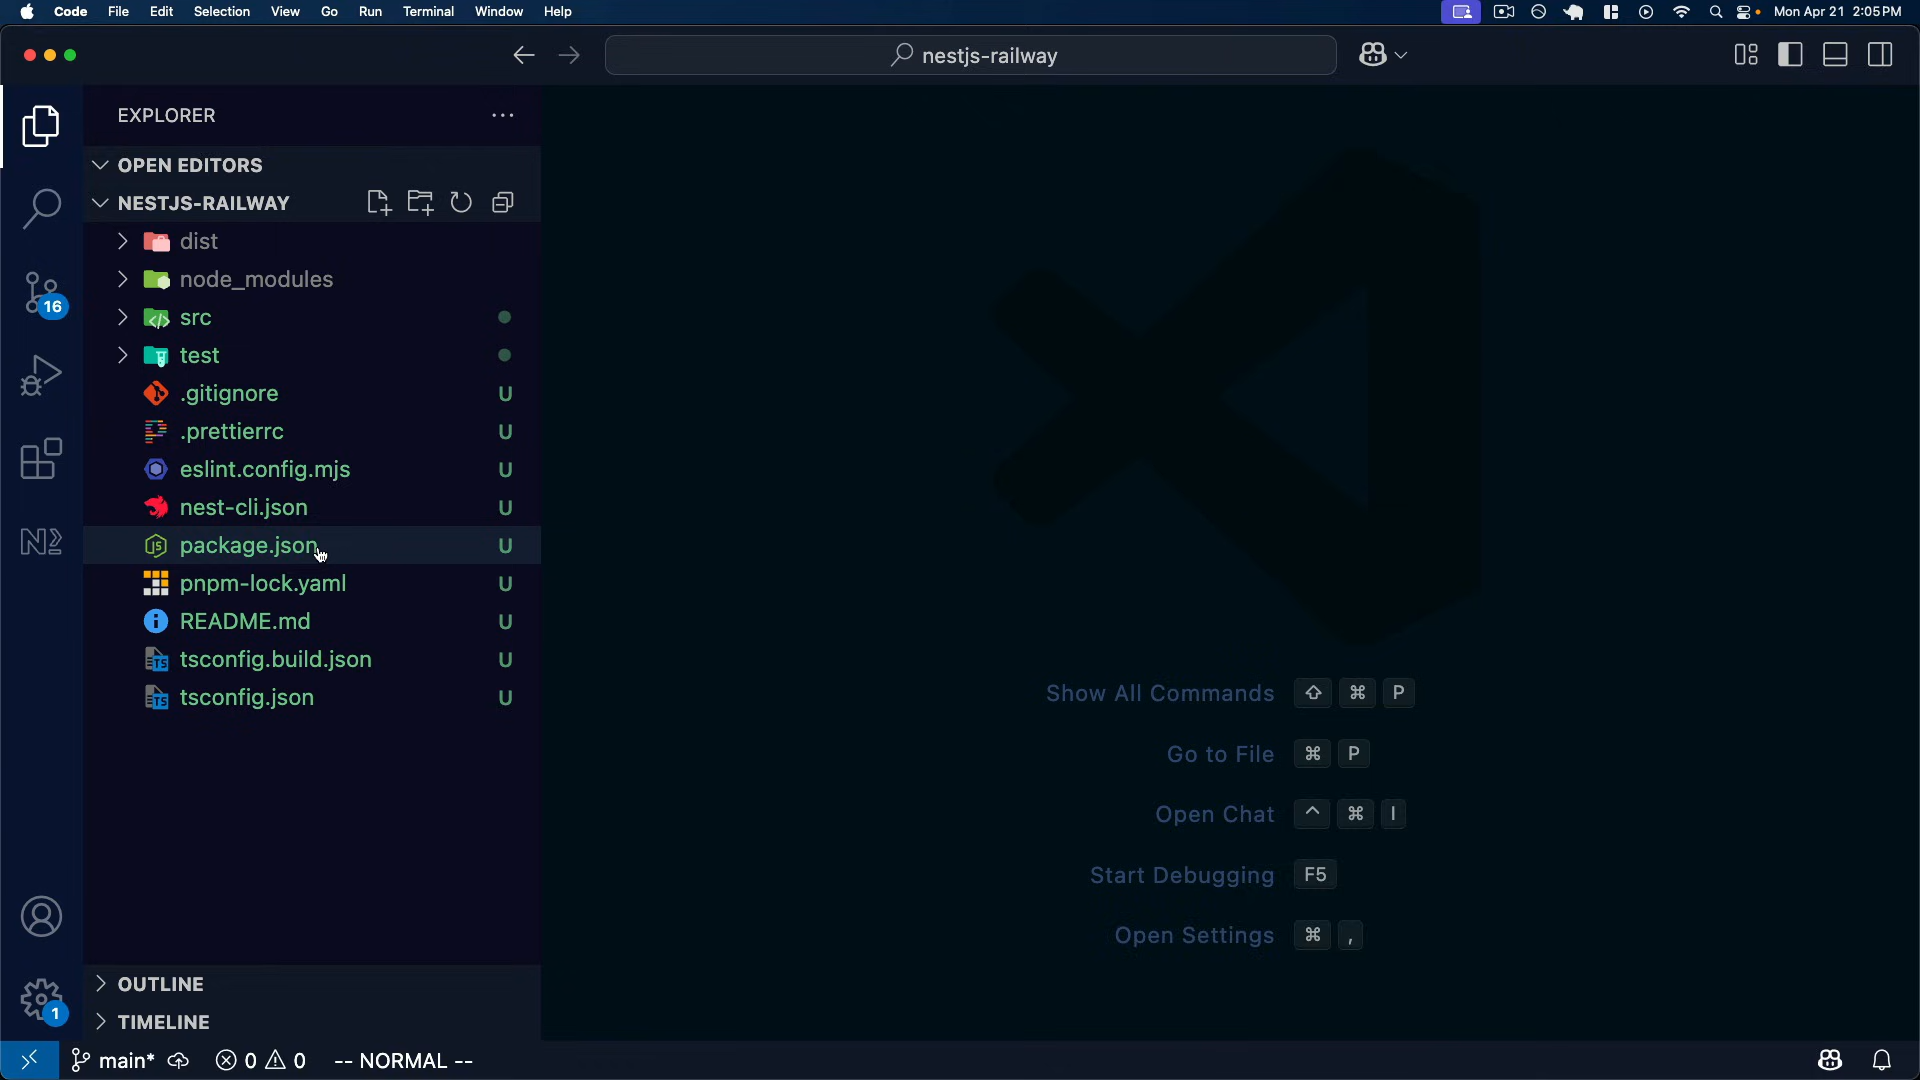 Code File Edit Selection View Go Run Terminal Window Help Mon Apr 21 2:05 PM
nestjs-railway
EXPLORER
OPEN EDITORS
NESTJS-RAILWAY
dist
node_modules
src
test
.gitignore U
.prettierrc U
eslint.config.mjs U
nest-cli.json U
package.json U
pnpm-lock.yaml U
README.md U
tsconfig.build.json U
tsconfig.json U
16
Show All Commands ⇧ ⌘ P
Go to File ⌘ P
Open Chat ^ ⌘ I
Start Debugging F5
Open Settings ⌘ ,
OUTLINE
1
TIMELINE
main* 0 0 -- NORMAL --